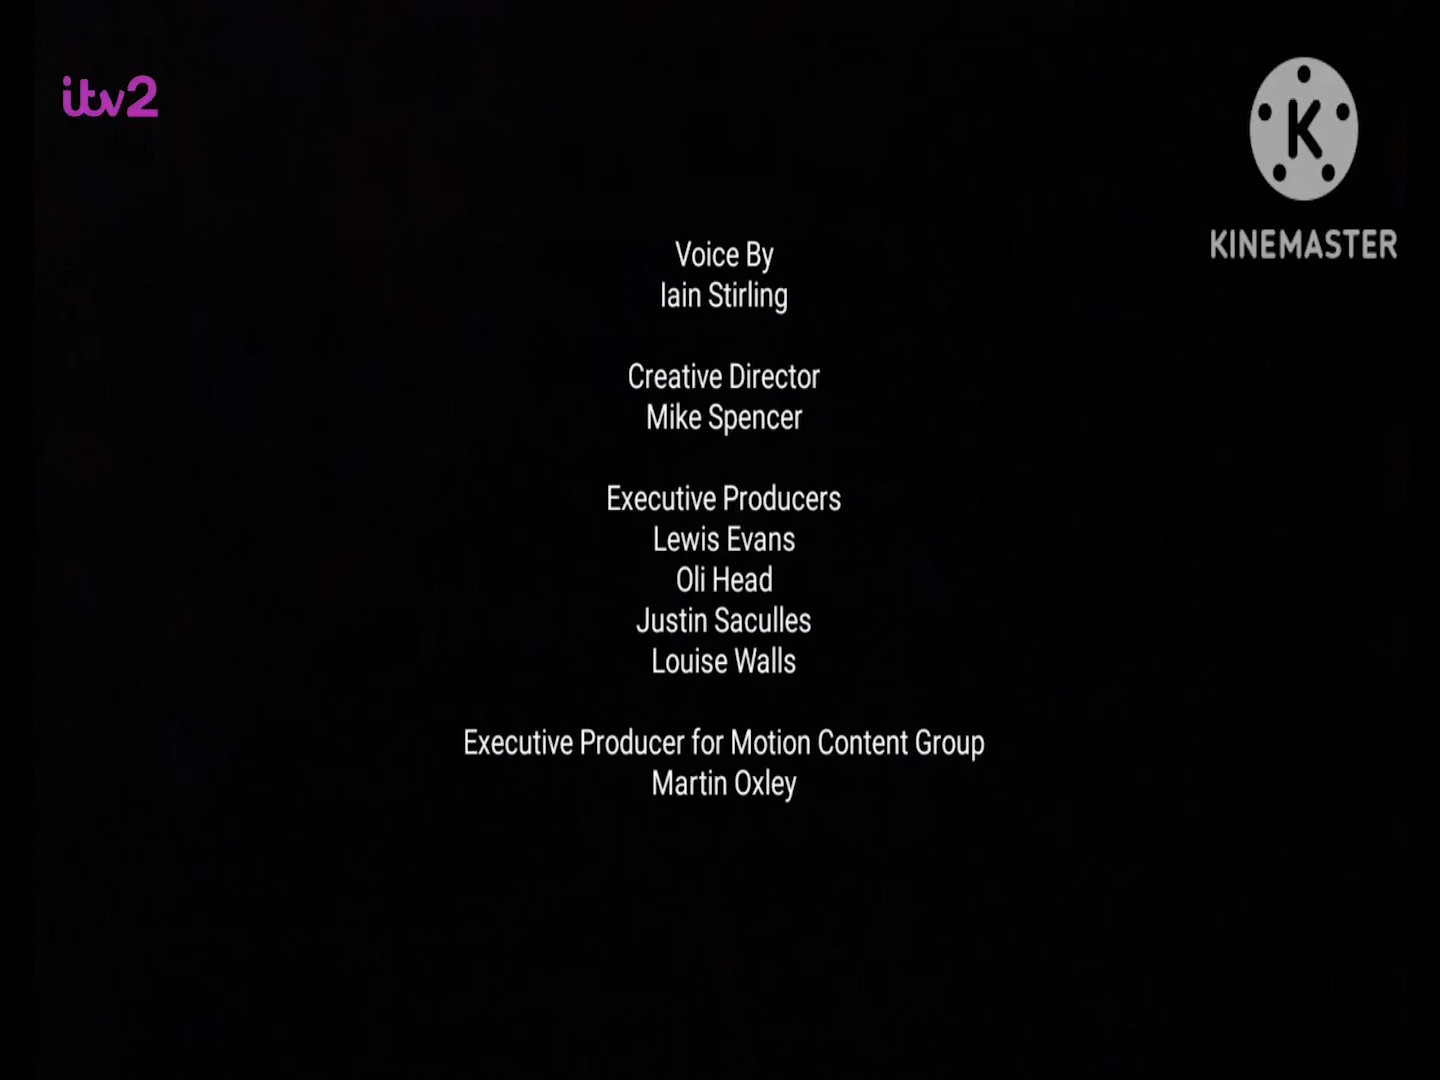 itv2
K
KINEMASTER
Voice By
Iain Stirling
Creative Director
Mike Spencer
Executive Producers
Lewis Evans
Oli Head
Justin Saculles
Louise Walls
Executive Producer for Motion Content Group
Martin Oxley